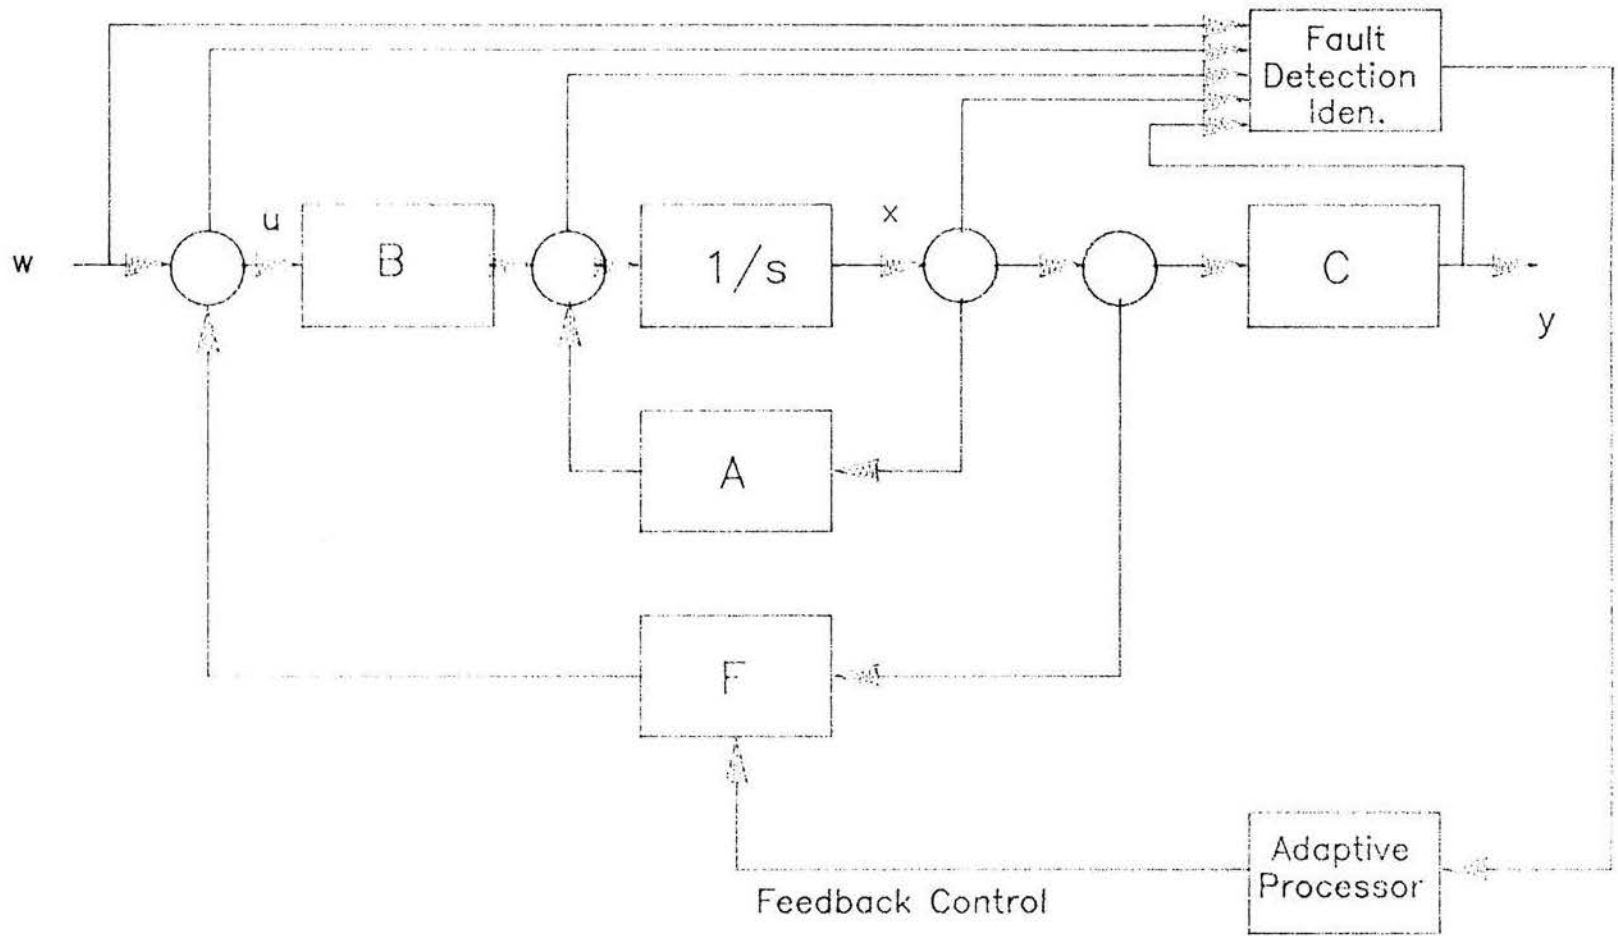 Fault
Detection
Iden.
w
u
B
1/s
x
C
y
A
F
Adaptive
Processor
Feedback Control